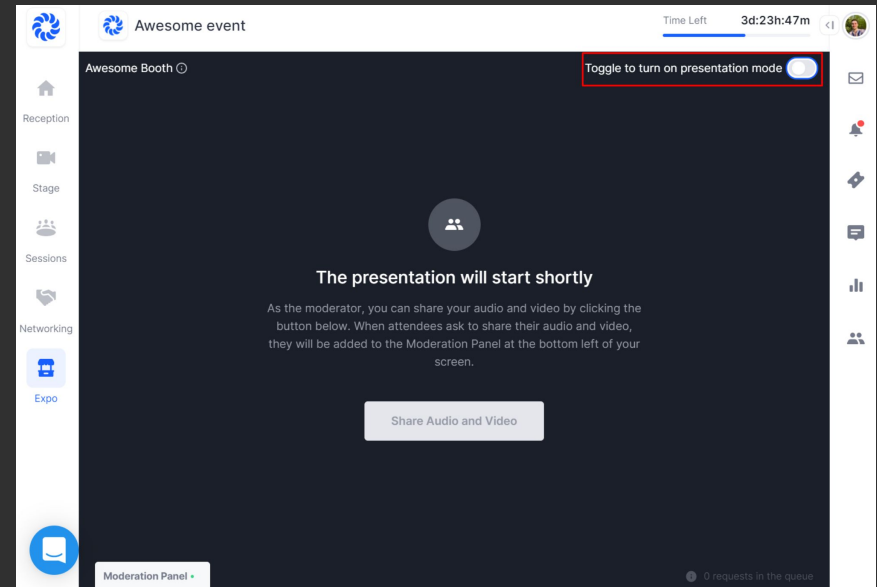 Awesome event
Time Left 3d:23h:47m
Awesome Booth
Toggle to turn on presentation mode
Reception
Stage
Sessions
Networking
Expo
The presentation will start shortly
As the moderator, you can share your audio and video by clicking the
button below. When attendees ask to share their audio and video,
they will be added to the Moderation Panel at the bottom left of your
screen.
Share Audio and Video
Moderation Panel
0 requests in the queue